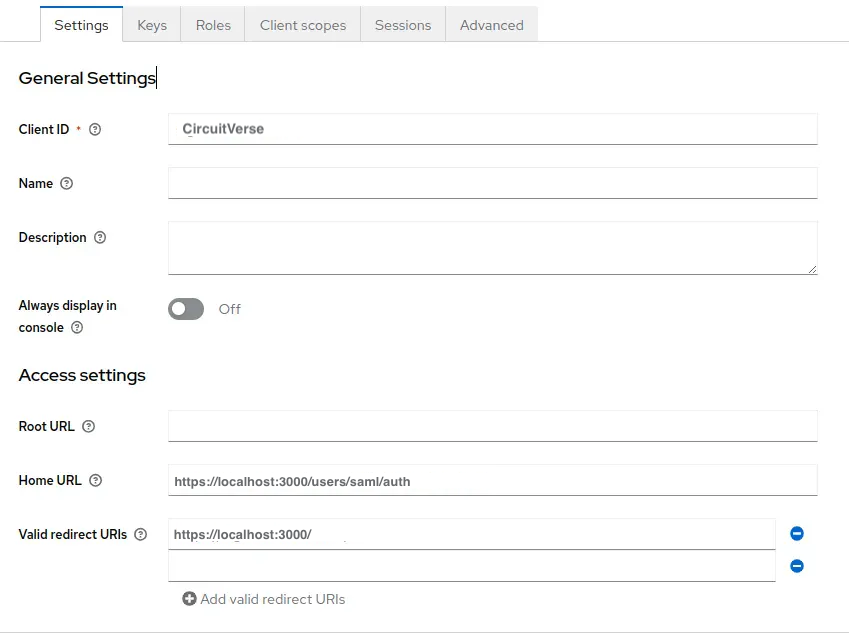 Settings Keys Roles Client scopes Sessions Advanced
General Settings
Client ID * CircuitVerse
Name
Description
Always display in
console
Off
Access settings
Root URL
Home URL https://localhost:3000/users/saml/auth
Valid redirect URIs https://localhost:3000/
Add valid redirect URIs